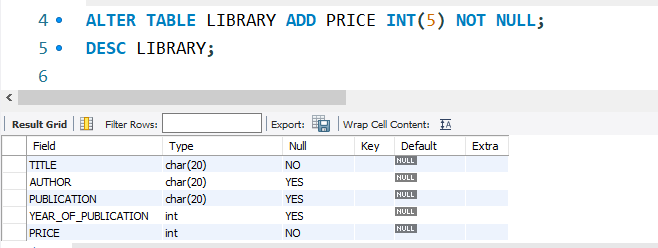 4 ALTER TABLE LIBRARY ADD PRICE INT(5) NOT NULL;
5 DESC LIBRARY;
6
Result Grid Filter Rows: Export: Wrap Cell Content:
Field Type Null Key Default Extra
TITLE char(20) NO NULL
AUTHOR char(20) YES NULL
PUBLICATION char(20) YES NULL
YEAR_OF_PUBLICATION int YES NULL
PRICE int NO NULL